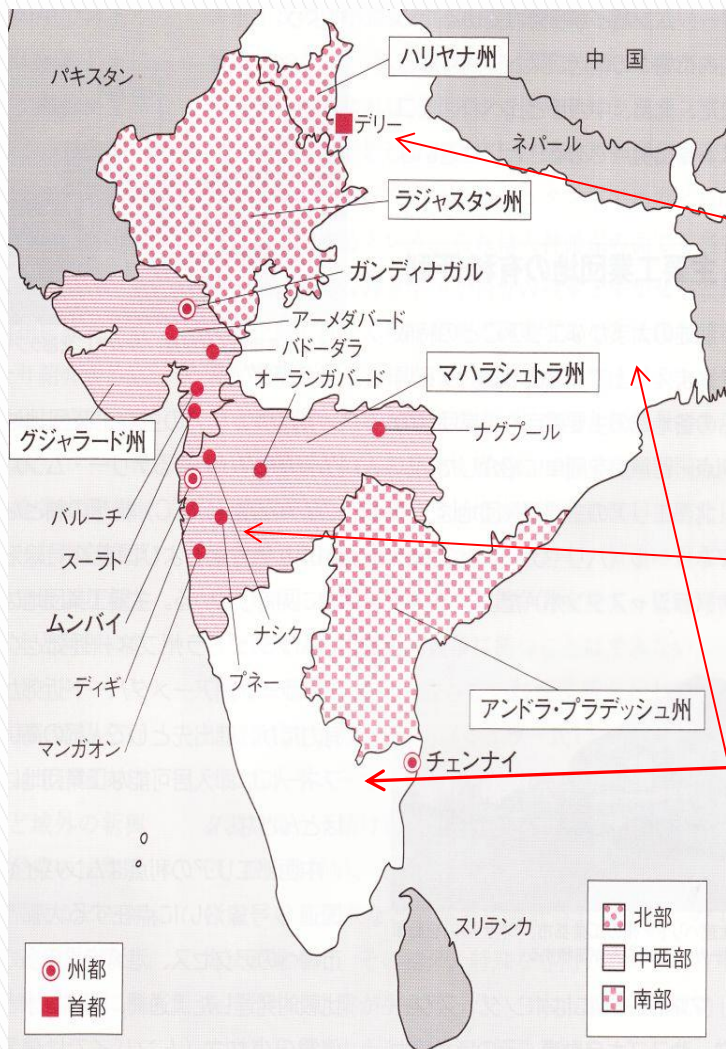 ハリヤナ州
中国
パキスタン
デリー
ネパール
ラジャスタン州
ガンディナガル
アーメダバード
バドーダラ
オーランガバード
マハラシュトラ州
グジャラード州
ナグプール
バルーチ
スーラト
ムンバイ
ナシク
ディギ
プネー
アンドラ・プラデッシュ州
マンガオン
チェンナイ
スリランカ
州都
首都
北部
中西部
南部